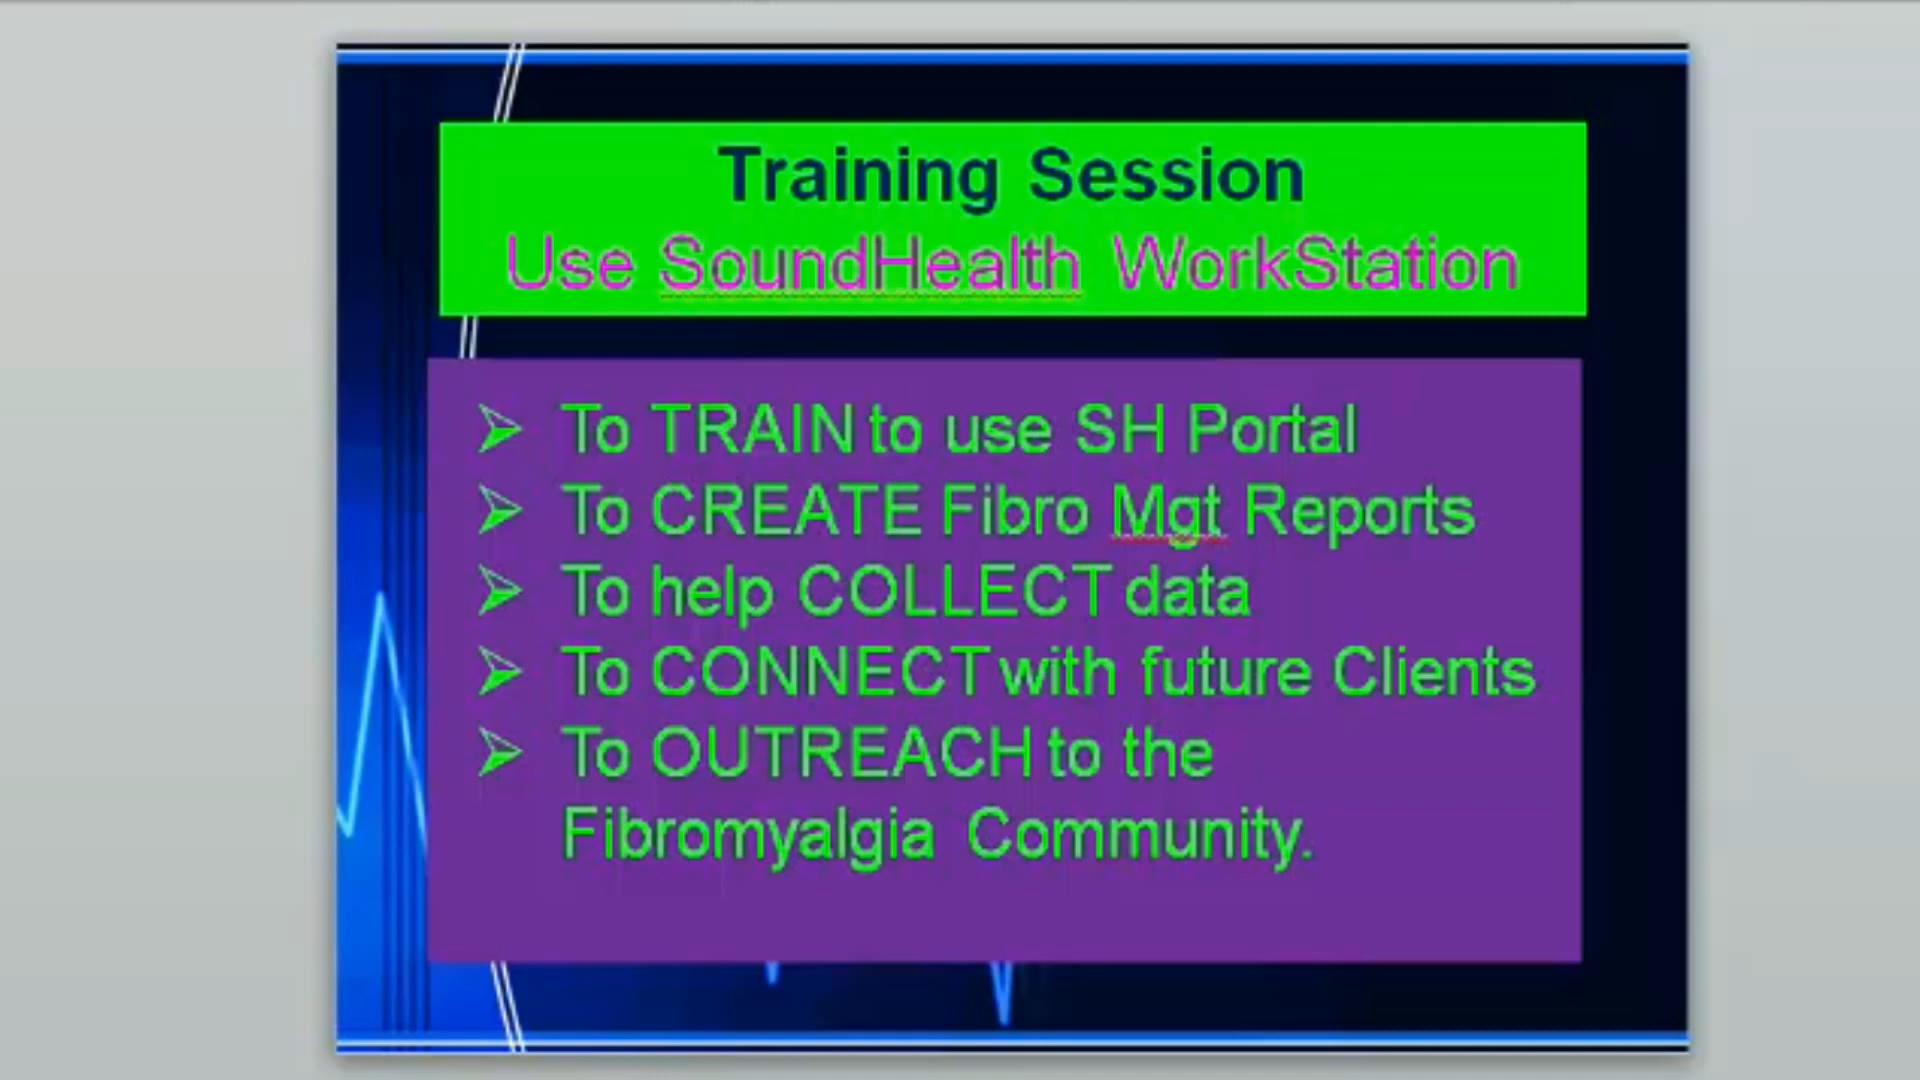 Training Session
Use SoundHealth WorkStation
To TRAIN to use SH Portal
To CREATE Fibro Mgt Reports
To help COLLECT data
To CONNECT with future Clients
To OUTREACH to the
Fibromyalgia Community.